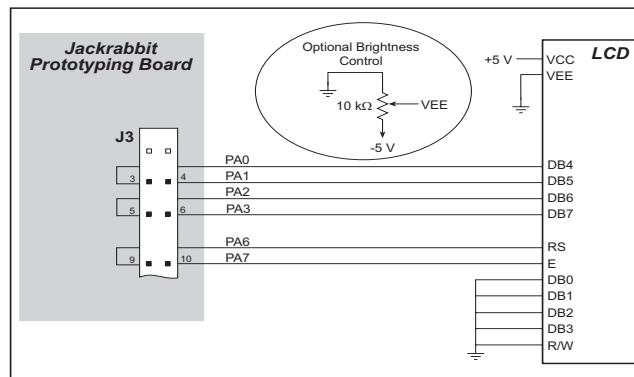 Jackrabbit
Prototyping Board
Optional Brightness
Control
10 kΩ
VEE
-5 V
+5 V
VCC
LCD
VEE
J3
PA0
DB4
3
4
PA1
DB5
PA2
DB6
5
6
PA3
DB7
PA6
RS
9
10
PA7
E
DB0
DB1
DB2
DB3
R/W